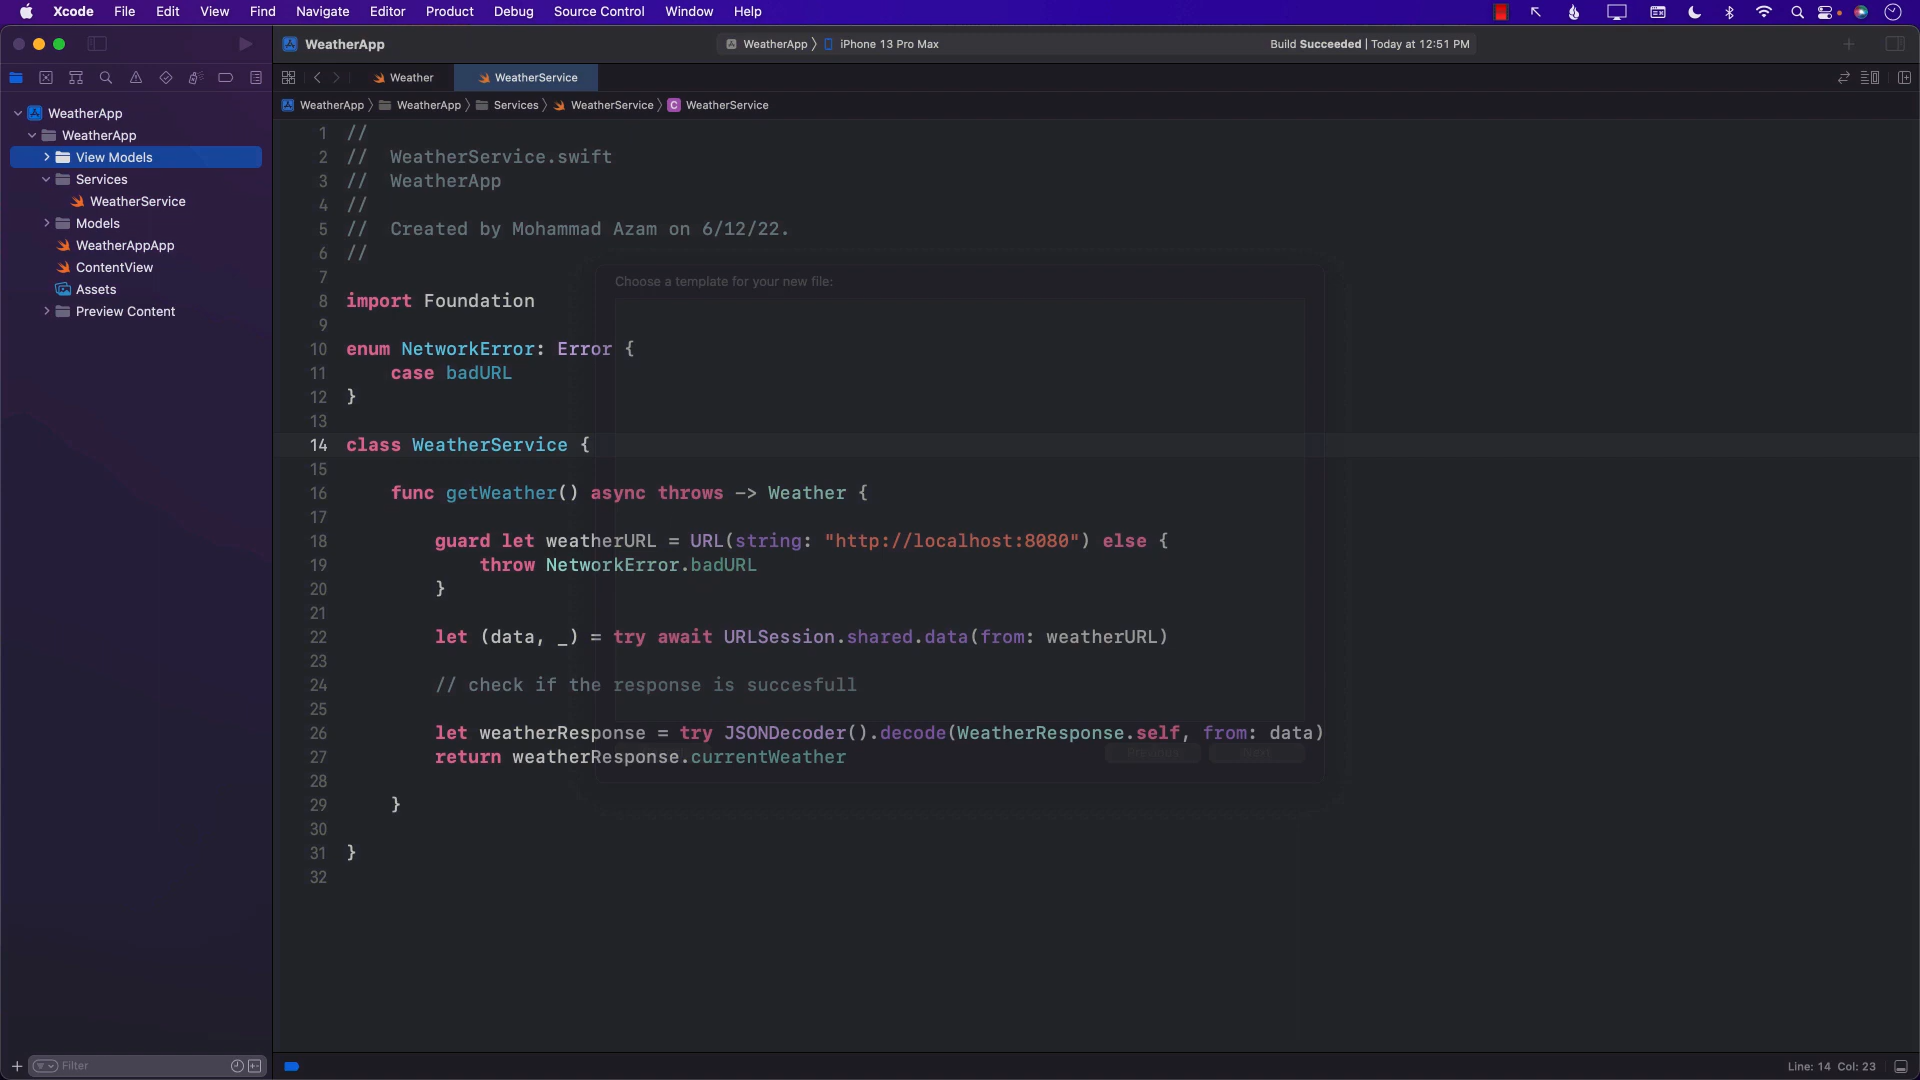 Xcode File Edit View Find Navigate Editor Product Debug Source Control Window Help
WeatherApp
WeatherApp
iPhone 13 Pro Max
Build Succeeded | Today at 12:51 PM
Weather
WeatherService
WeatherApp
WeatherApp
Services
WeatherService
C WeatherService
WeatherApp
WeatherApp
View Models
Services
WeatherService
Models
WeatherAppApp
ContentView
Assets
Preview Content
1 //
2 //  WeatherService.swift
3 //  WeatherApp
4 //
5 //  Created by Mohammad Azam on 6/12/22.
6 //
7
8 import Foundation
9
10 enum NetworkError: Error {
11     case badURL
12 }
13
14 class WeatherService {
15
16     func getWeather() async throws -> Weather {
17
18         guard let weatherURL = URL(string: "http://localhost:8080") else {
19             throw NetworkError.badURL
20         }
21
22         let (data, _) = try await URLSession.shared.data(from: weatherURL)
23
24         // check if the response is succesfull
25
26         let weatherResponse = try JSONDecoder().decode(WeatherResponse.self, from: data)
27         return weatherResponse.currentWeather
28
29     }
30
31 }
32
Choose a template for your new file:
Previous
Next
Filter
Line: 14 Col: 23